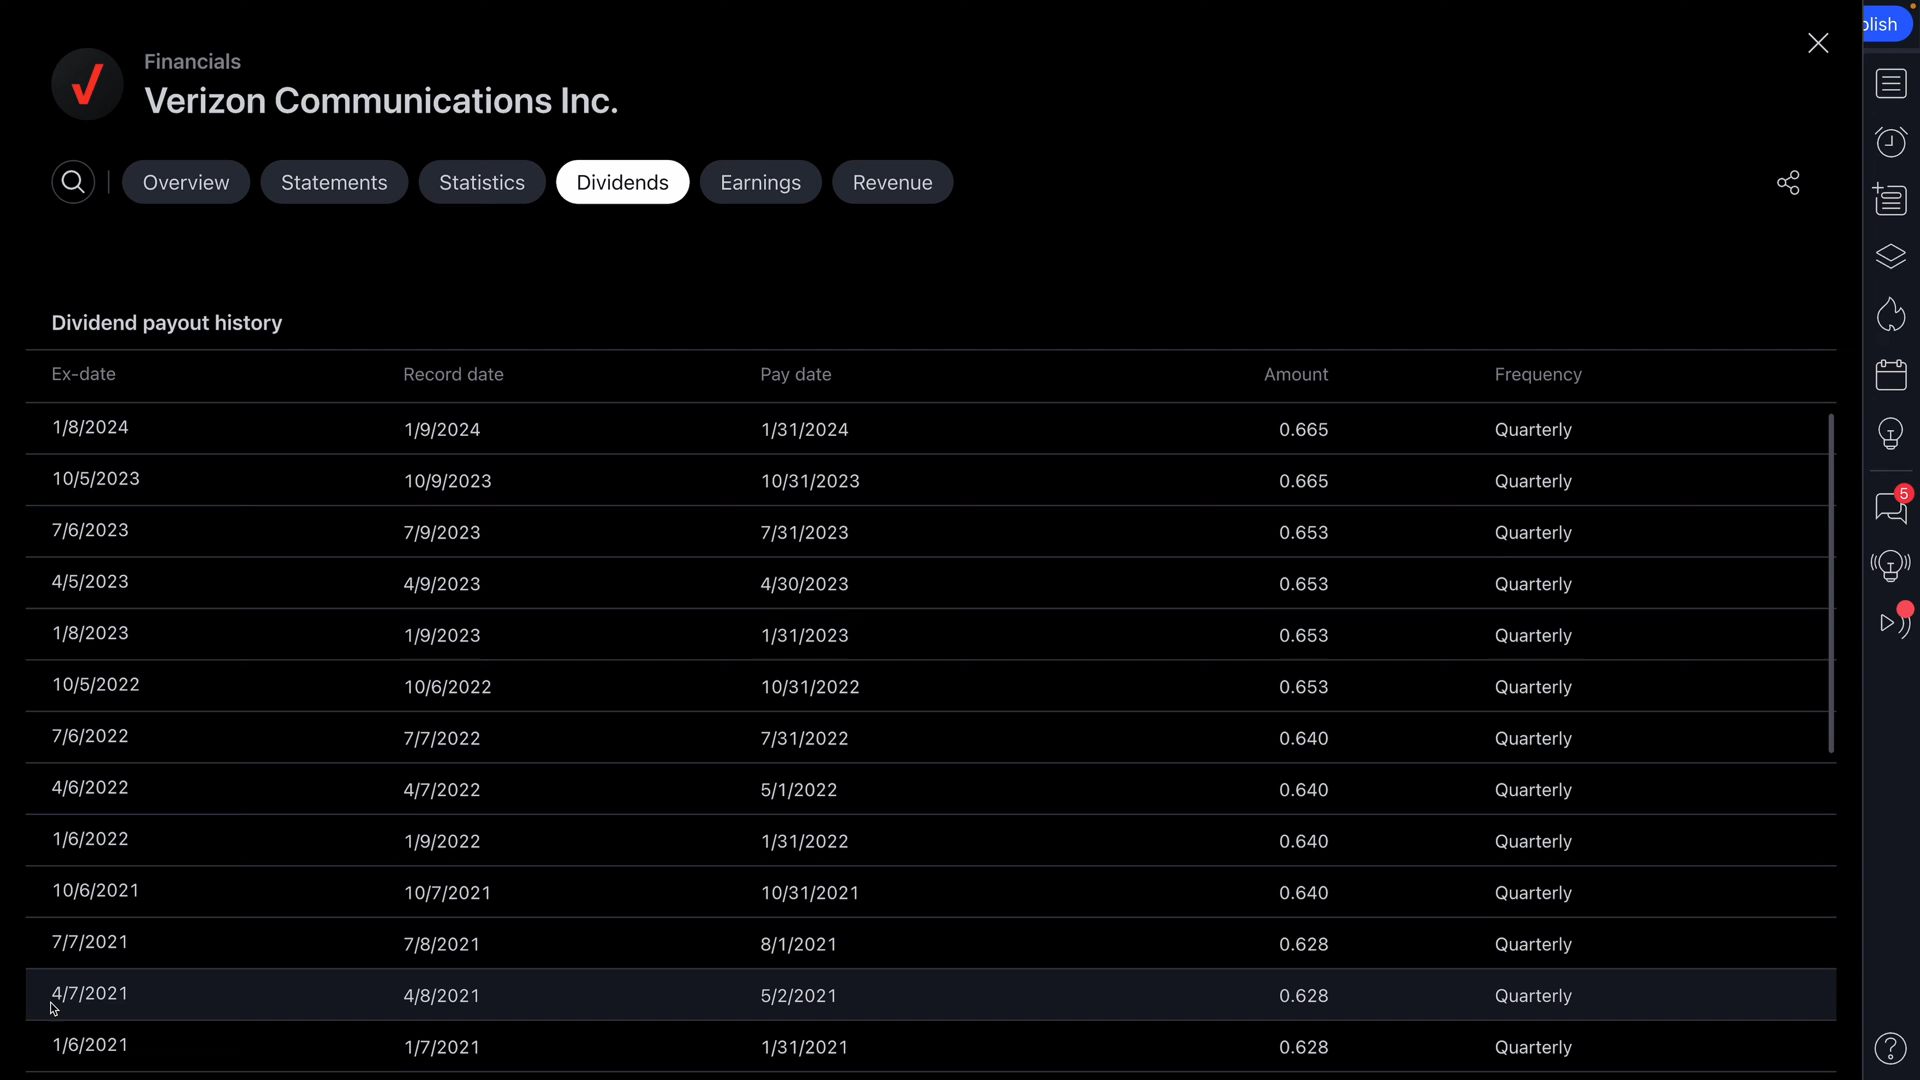 Financials
Verizon Communications Inc.
Overview Statements Statistics Dividends Earnings Revenue
Dividend payout history
Ex-date Record date Pay date Amount Frequency
1/8/2024 1/9/2024 1/31/2024 0.665 Quarterly
10/5/2023 10/9/2023 10/31/2023 0.665 Quarterly
7/6/2023 7/9/2023 7/31/2023 0.653 Quarterly
4/5/2023 4/9/2023 4/30/2023 0.653 Quarterly
1/8/2023 1/9/2023 1/31/2023 0.653 Quarterly
10/5/2022 10/6/2022 10/31/2022 0.653 Quarterly
7/6/2022 7/7/2022 7/31/2022 0.640 Quarterly
4/6/2022 4/7/2022 5/1/2022 0.640 Quarterly
1/6/2022 1/9/2022 1/31/2022 0.640 Quarterly
10/6/2021 10/7/2021 10/31/2021 0.640 Quarterly
7/7/2021 7/8/2021 8/1/2021 0.628 Quarterly
4/7/2021 4/8/2021 5/2/2021 0.628 Quarterly
1/6/2021 1/7/2021 1/31/2021 0.628 Quarterly
blish
5
?